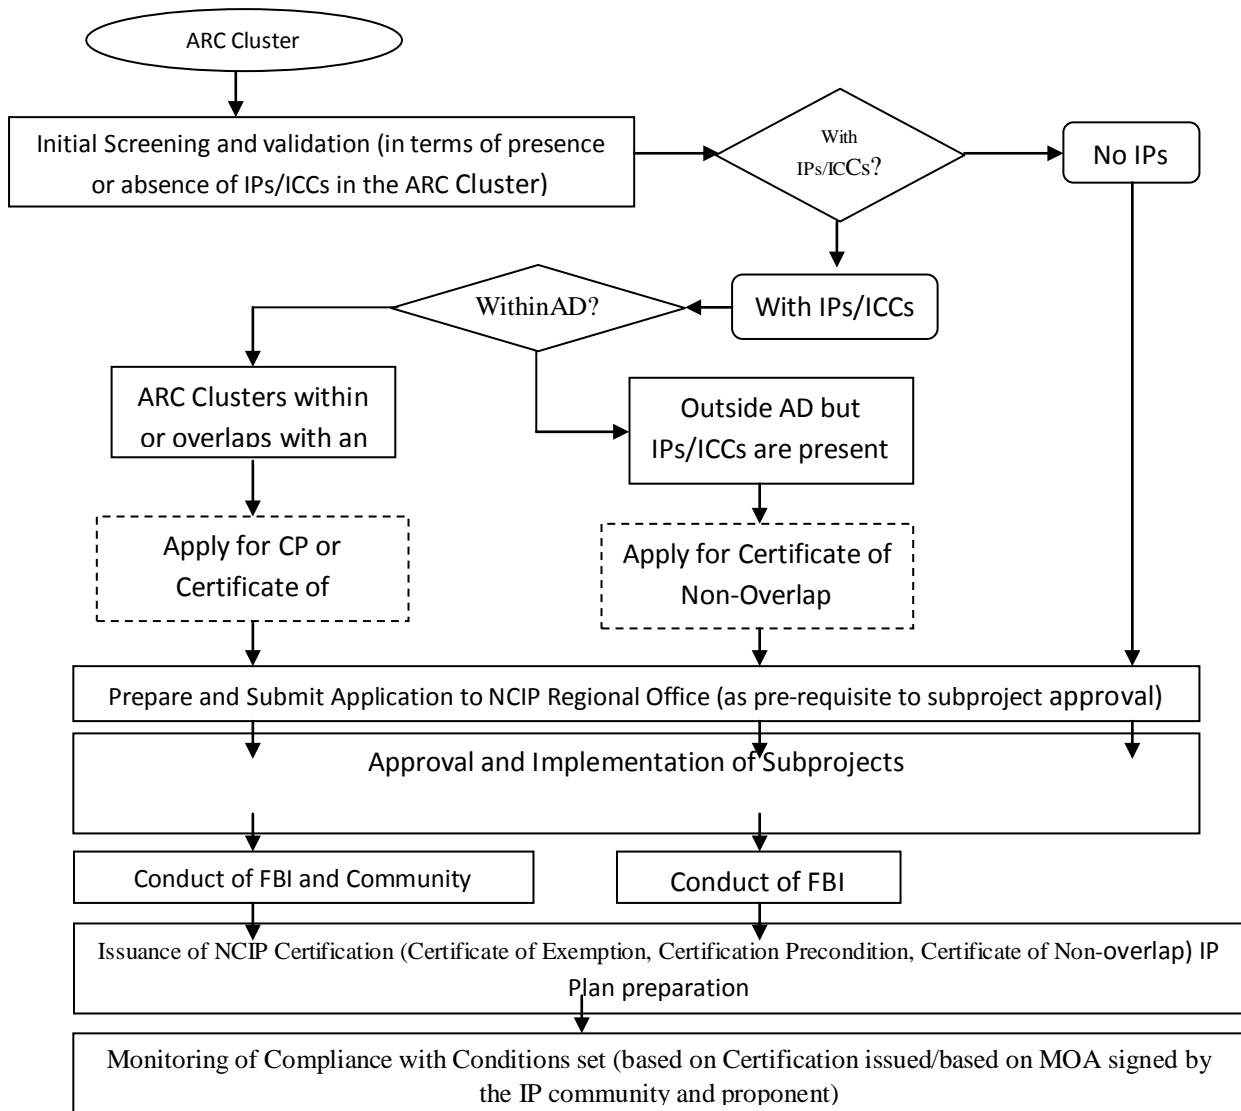 ARC Cluster
Initial Screening and validation (in terms of presence
or absence of IPs/ICCs in the ARC Cluster)
With
IPs/ICCs?
No IPs
WithinAD?
With IPs/ICCs
ARC Clusters within
or overlaps with an
Outside AD but
IPs/ICCs are present
Apply for CP or
Certificate of
Apply for Certificate of
Non-Overlap
Prepare and Submit Application to NCIP Regional Office (as pre-requisite to subproject approval)
Approval and Implementation of Subprojects
Conduct of FBI and Community
Conduct of FBI
Issuance of NCIP Certification (Certificate of Exemption, Certification Precondition, Certificate of Non-overlap) IP
Plan preparation
Monitoring of Compliance with Conditions set (based on Certification issued/based on MOA signed by
the IP community and proponent)